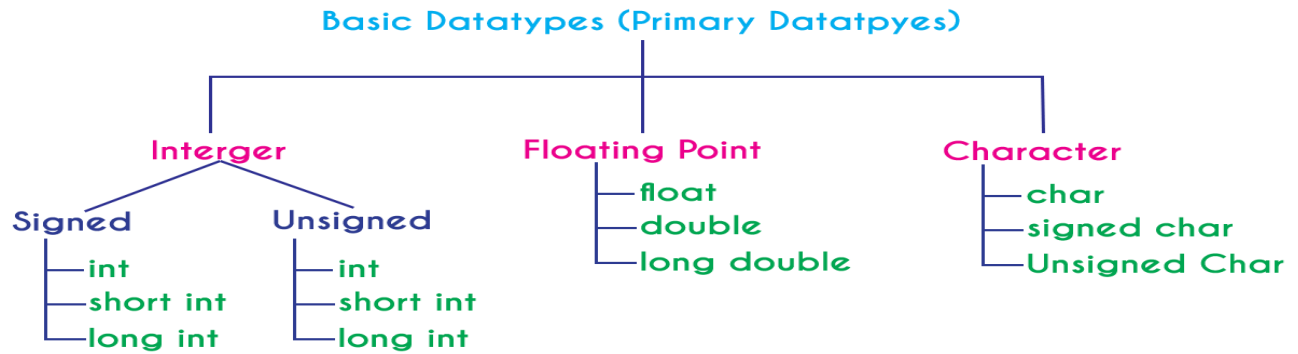 Basic Datatypes (Primary Datatpyes)
Interger
Signed
int
short int
long int
Unsigned
int
short int
long int
Floating Point
float
double
long double
Character
char
signed char
Unsigned Char